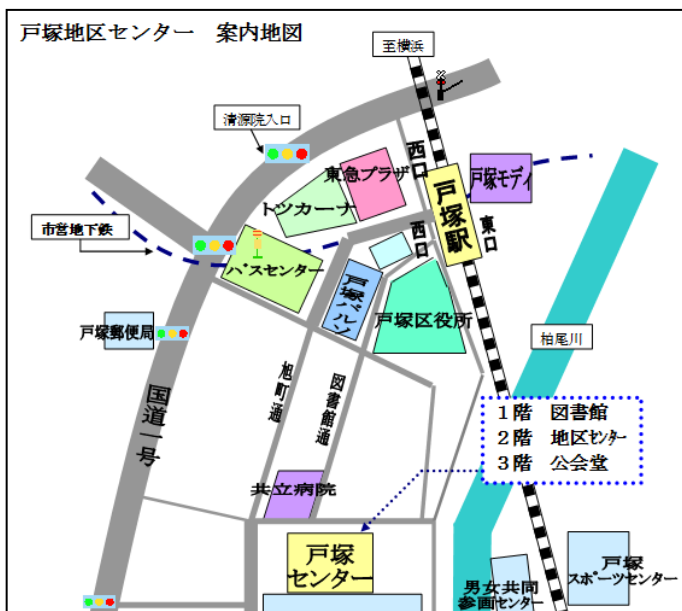 戸塚地区センター　案内地図
至横浜
清源院入口
西口
東急プラザ
戸塚モディ
トツカーナ
戸塚駅
東口
市営地下鉄
西口
バスセンター
戸塚パルソ
戸塚区役所
戸塚郵便局
柏尾川
旭町通
図書館通
国道一号
1階　図書館
2階　地区センター
3階　公会堂
共立病院
戸塚
センター
戸塚
スポーツセンター
男女共同
参画センター